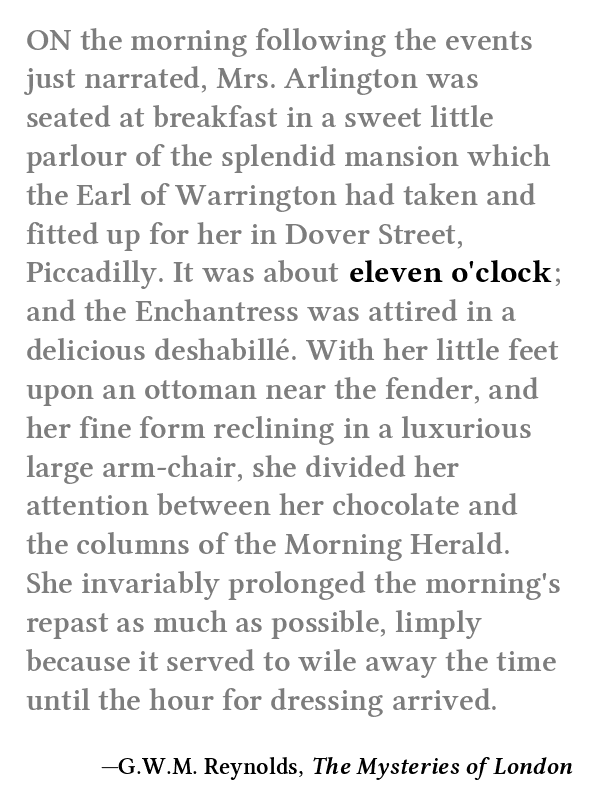 ON the morning following the events
just narrated, Mrs. Arlington was
seated at breakfast in a sweet little
parlour of the splendid mansion which
the Earl of Warrington had taken and
fitted up for her in Dover Street,
Piccadilly. It was about eleven o'clock;
and the Enchantress was attired in a
delicious deshabillé. With her little feet
upon an ottoman near the fender, and
her fine form reclining in a luxurious
large arm-chair, she divided her
attention between her chocolate and
the columns of the Morning Herald.
She invariably prolonged the morning's
repast as much as possible, limply
because it served to wile away the time
until the hour for dressing arrived.
—G.W.M. Reynolds, The Mysteries of London